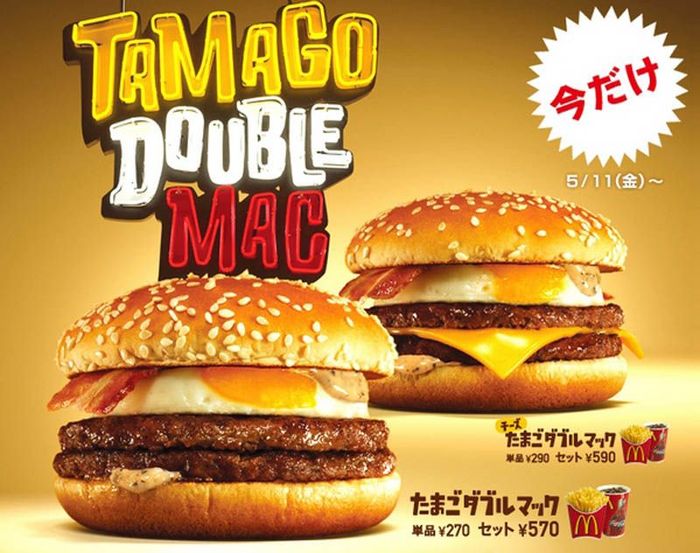 TAMAGO
DOUBLE
MAC
今だけ
5/11(金)~
チーズ
たまごダブルマック
単品 ¥290 セット ¥590
たまごダブルマック
単品 ¥270 セット ¥570